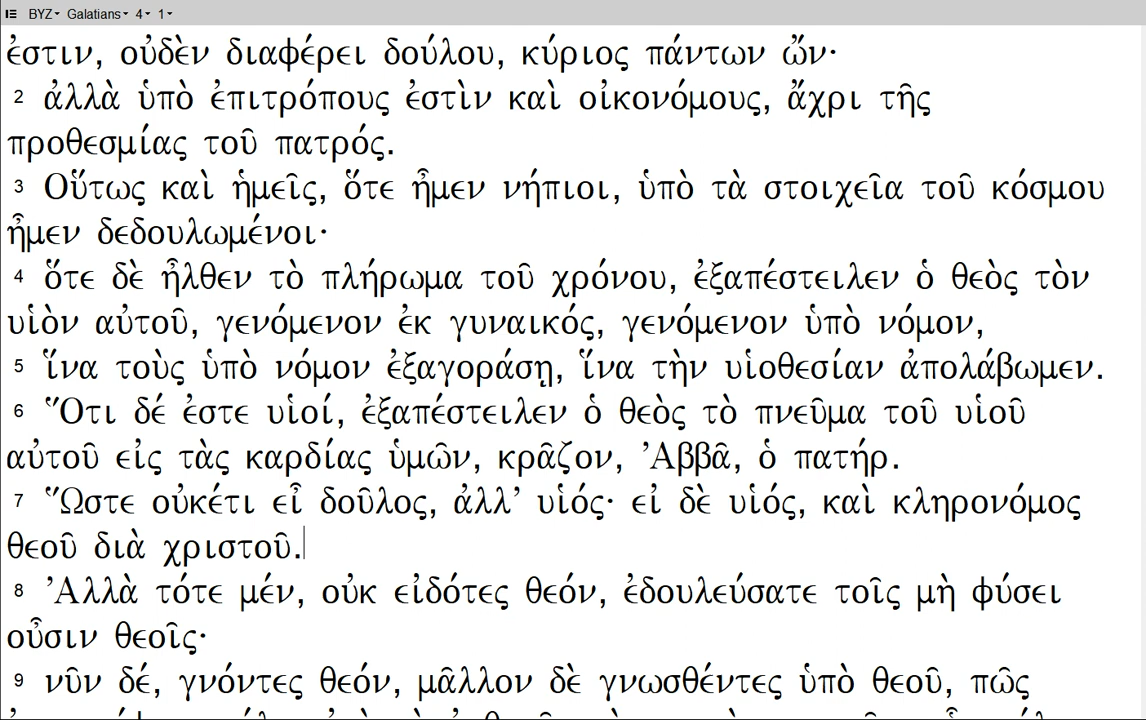 BYZ Galatians 4 1
ἐστιν, οὐδὲν διαφέρει δούλου, κύριος πάντων ὤν·
2 ἀλλὰ ὑπὸ ἐπιτρόπους ἐστὶν καὶ οἰκονόμους, ἄχρι τῆς
προθεσμίας τοῦ πατρός.
3 Οὕτως καὶ ἡμεῖς, ὅτε ἦμεν νήπιοι, ὑπὸ τὰ στοιχεῖα τοῦ κόσμου
ἦμεν δεδουλωμένοι·
4 ὅτε δὲ ἦλθεν τὸ πλήρωμα τοῦ χρόνου, ἐξαπέστειλεν ὁ θεὸς τὸν
υἱὸν αὐτοῦ, γενόμενον ἐκ γυναικός, γενόμενον ὑπὸ νόμον,
5 ἵνα τοὺς ὑπὸ νόμον ἐξαγοράσῃ, ἵνα τὴν υἱοθεσίαν ἀπολάβωμεν.
6 Ὅτι δέ ἐστε υἱοί, ἐξαπέστειλεν ὁ θεὸς τὸ πνεῦμα τοῦ υἱοῦ
αὐτοῦ εἰς τὰς καρδίας ὑμῶν, κρᾶζον, Ἀββᾶ, ὁ πατήρ.
7 Ὥστε οὐκέτι εἶ δοῦλος, ἀλλ’ υἱός· εἰ δὲ υἱός, καὶ κληρονόμος
θεοῦ διὰ χριστοῦ.
8 Ἀλλὰ τότε μέν, οὐκ εἰδότες θεόν, ἐδουλεύσατε τοῖς μὴ φύσει
οὖσιν θεοῖς·
9 νῦν δέ, γνόντες θεόν, μᾶλλον δὲ γνωσθέντες ὑπὸ θεοῦ, πῶς